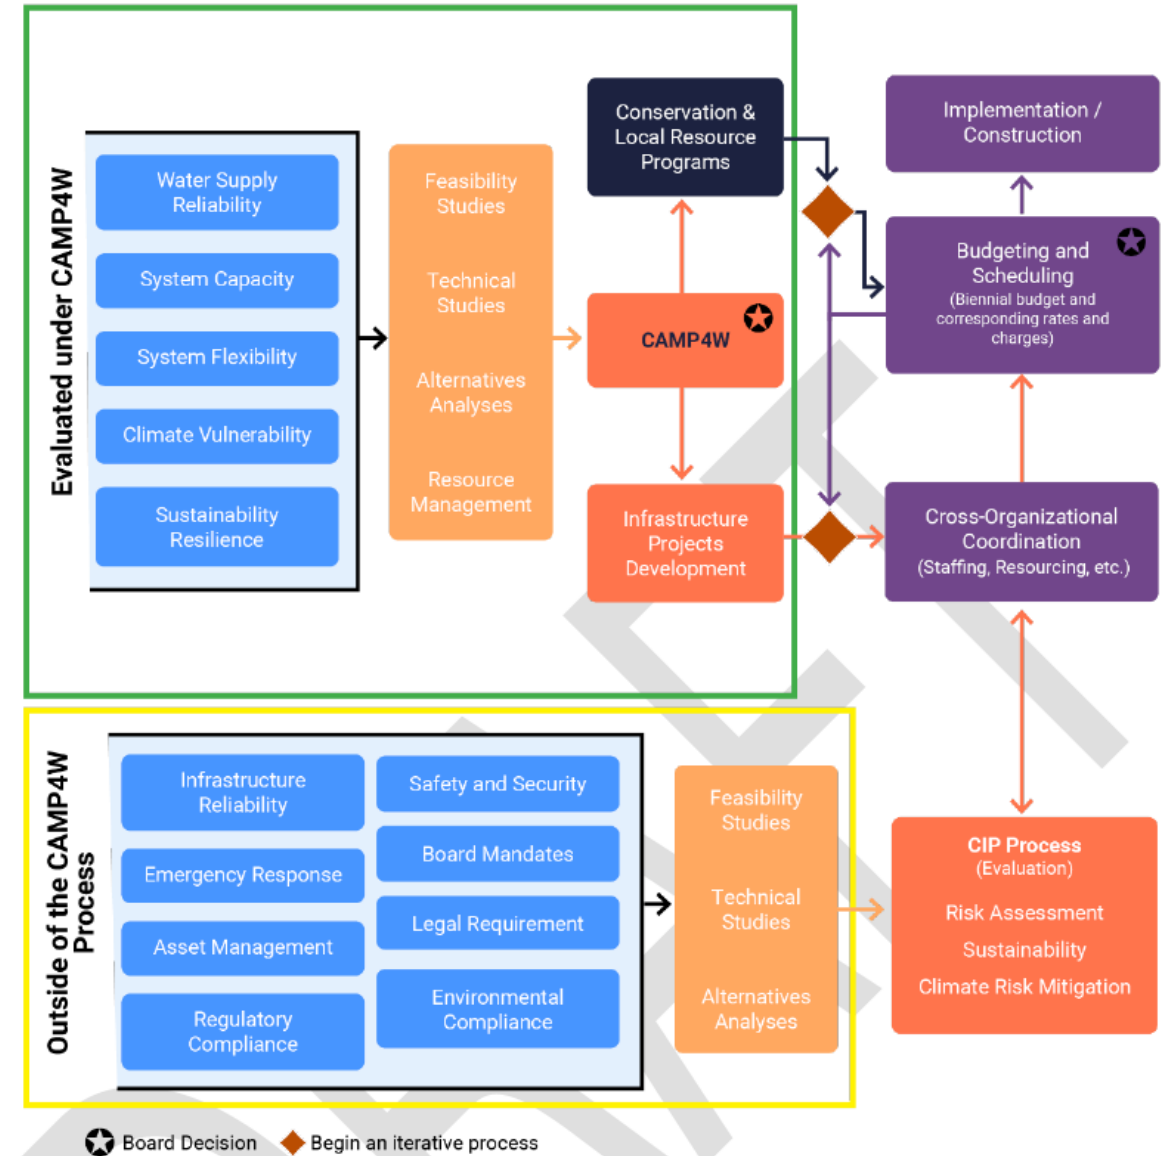 Evaluated under CAMP4W
Water Supply
Reliability
System Capacity
System Flexibility
Climate Vulnerability
Sustainability
Resilience
Feasibility
Studies
Technical
Studies
Alternatives
Analyses
Resource
Management
Conservation &
Local Resource
Programs
CAMP4W
Infrastructure
Projects
Development
Implementation /
Construction
Budgeting and
Scheduling
(Biennial budget and
corresponding rates and
charges)
Cross-Organizational
Coordination
(Staffing, Resourcing, etc.)
Outside of the CAMP4W
Process
Infrastructure
Reliability
Emergency Response
Asset Management
Regulatory
Compliance
Safety and Security
Board Mandates
Legal Requirement
Environmental
Compliance
Feasibility
Studies
Technical
Studies
Alternatives
Analyses
CIP Process
(Evaluation)
Risk Assessment
Sustainability
Climate Risk Mitigation
Board Decision
Begin an iterative process
DRAFT